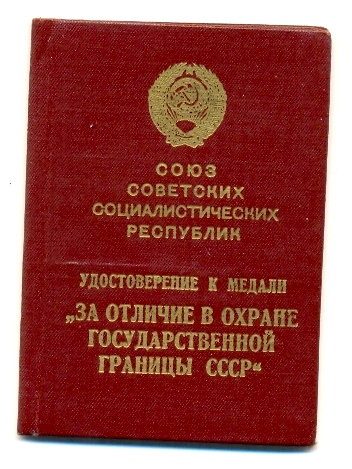 СОЮЗ
СОВЕТСКИХ
СОЦИАЛИСТИЧЕСКИХ
РЕСПУБЛИК
УДОСТОВЕРЕНИЕ К МЕДАЛИ
„ЗА ОТЛИЧИЕ В ОХРАНЕ
ГОСУДАРСТВЕННОЙ
ГРАНИЦЫ СССР“